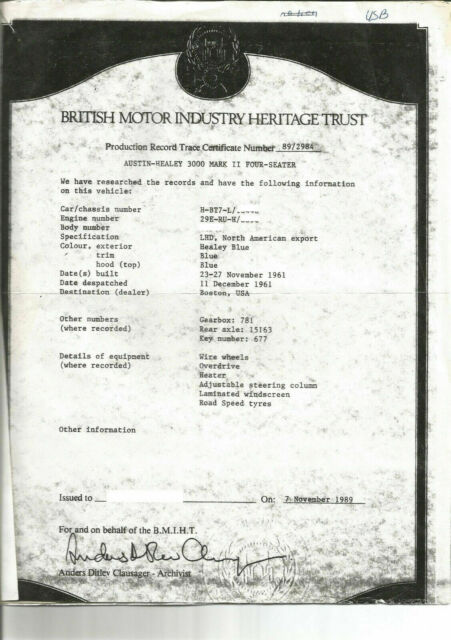 USB
BRITISH MOTOR INDUSTRY HERITAGE TRUST
Production Record Trace Certificate Number 89/2984
AUSTIN-HEALEY 3000 MARK II FOUR-SEATER
We have researched the records and have the following information
on this vehicle:
Car/chassis number H-BT7-L/
Engine number 29E-RU-H/
Body number
Specification LHD, North American export
Colour, exterior Healey Blue
trim Blue
hood (top) Blue
Date(s) built 23-27 November 1961
Date despatched 11 December 1961
Destination (dealer) Boston, USA
Other numbers Gearbox: 781
(where recorded) Rear axle: 15163
Key number: 677
Details of equipment Wire wheels
(where recorded) Overdrive
Heater
Adjustable steering column
Laminated windscreen
Road Speed tyres
Other information
Issued to On: 7 November 1989
For and on behalf of the B.M.I.H.T.
Anders Ditlev Clausager
Anders Ditlev Clausager - Archivist